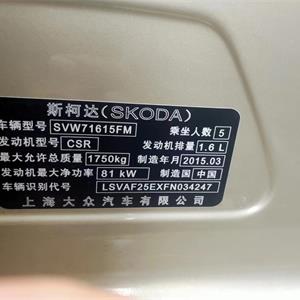 斯柯达(SKODA)
车辆型号 SVW71615FM 乘坐人数 5
发动机型号 CSR 发动机排量 1.6 L
最大允许总质量 1750kg 制造年月 2015.03
发动机最大净功率 81 kW 制造国 中国
车辆识别代号 LSVAF25EXFN034247
上海大众汽车有限公司